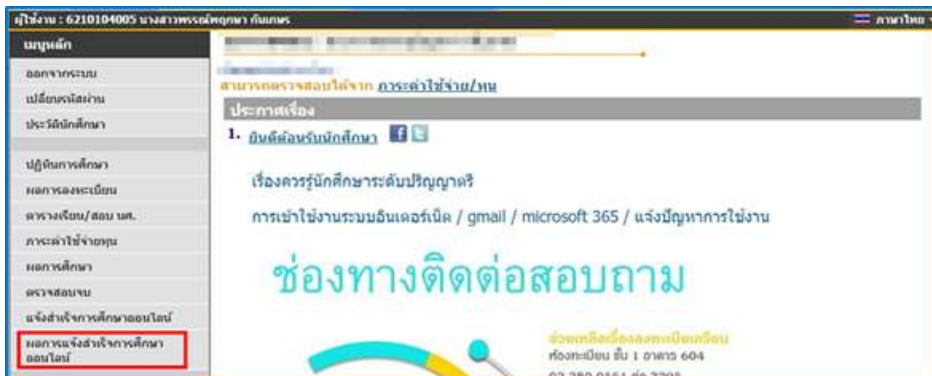 ผู้ใช้งาน : 6210104005 นางสาวพรรณ์พฤกษา กันเกษร
ภาษาไทย
เมนูหลัก
ออกจากระบบ
เปลี่ยนรหัสผ่าน
ประวัตินักศึกษา
ปฏิทินการศึกษา
ผลการลงทะเบียน
ตารางเรียน/สอบ นศ.
ภาระค่าใช้จ่ายทุน
ผลการศึกษา
ตรวจสอบจบ
แจ้งสำเร็จการศึกษาออนไลน์
ผลการแจ้งสำเร็จการศึกษา
ออนไลน์
สามารถตรวจสอบได้จาก ภาระค่าใช้จ่าย/ทุน
ประกาศเรื่อง
1. ยินดีต้อนรับนักศึกษา
เรื่องควรรู้นักศึกษาระดับปริญญาตรี
การเข้าใช้งานระบบอินเตอร์เน็ต / gmail / microsoft 365 / แจ้งปัญหาการใช้งาน
ช่องทางติดต่อสอบถาม
ช่วยเหลือเรื่องลงทะเบียนเรียน
ห้องทะเบียน ชั้น 1 อาคาร 604